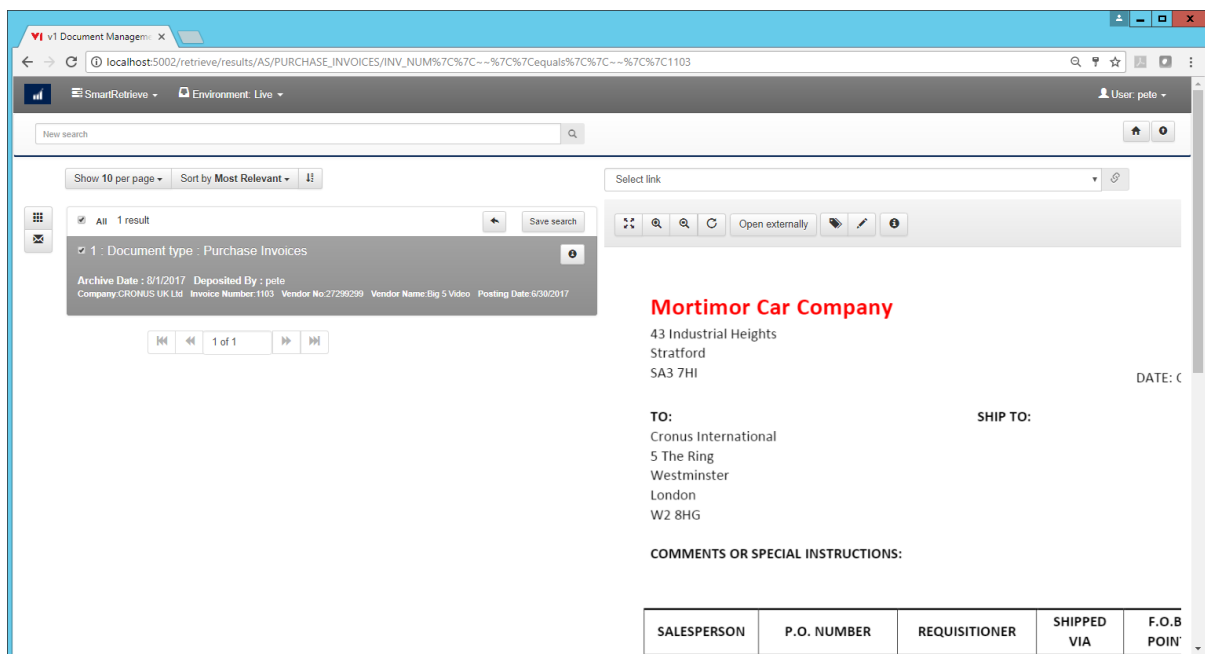 V1 v1 Document Manageme
localhost:5002/retrieve/results/AS/PURCHASE_INVOICES/INV_NUM%7C%7C~~%7C%7Cequals%7C%7C~~%7C%7C1103
SmartRetrieve Environment: Live User: pete
New search
Show 10 per page Sort by Most Relevant
Select link
All 1 result Save search
Open externally
1 : Document type : Purchase Invoices
Archive Date : 8/1/2017 Deposited By : pete
Company:CRONUS UK Ltd Invoice Number:1103 Vendor No:27299299 Vendor Name:Big 5 Video Posting Date:6/30/2017
1 of 1
Mortimor Car Company
43 Industrial Heights
Stratford
SA3 7HI
DATE:
TO: SHIP TO:
Cronus International
5 The Ring
Westminster
London
W2 8HG
COMMENTS OR SPECIAL INSTRUCTIONS:
SALESPERSON P.O. NUMBER REQUISITIONER SHIPPED VIA F.O.B POIN